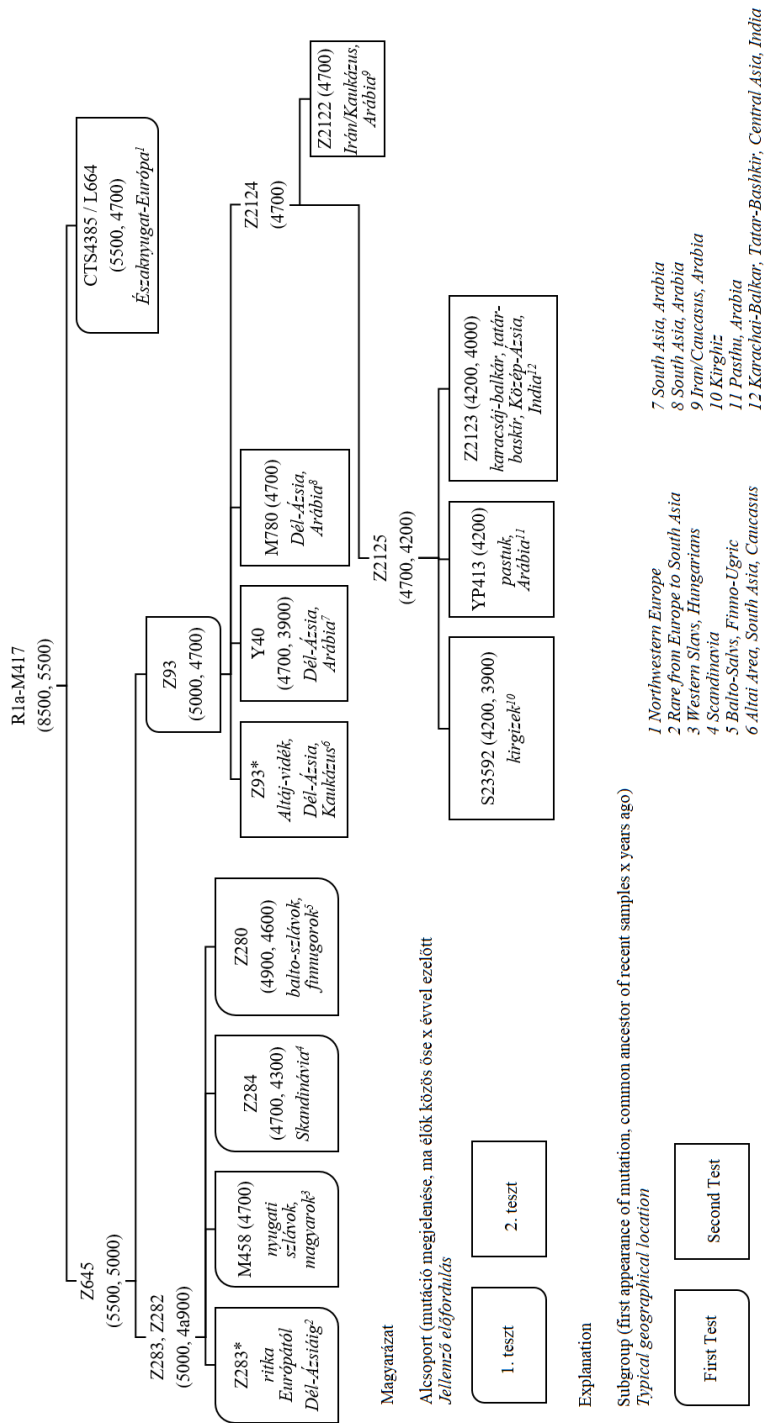 R1a-M417
(8500, 5500)
Z645
(5500, 5000)
CTS4385 / L664
(5500, 4700)
Északnyugat-Európa¹
Z283, Z282
(5000, 4a900)
Z93
(5000, 4700)
Z283*
ritka
Európától
Dél-Ázsiáig²
M458 (4700)
nyugati
szlávok,
magyarok³
Z284
(4700, 4300)
Skandinávia⁴
Z280
(4900, 4600)
balto-szlávok,
finnugorok⁵
Z93*
Altáj-vidék,
Dél-Ázsia,
Kaukázus⁶
Y40
(4700, 3900)
Dél-Ázsia,
Arábia⁷
M780 (4700)
Dél-Ázsia,
Arábia⁸
Z2124
(4700)
Z2122 (4700)
Irán/Kaukázus,
Arábia⁹
Z2125
(4700, 4200)
S23592 (4200, 3900)
kirgizek¹⁰
YP413 (4200)
pastuk,
Arábia¹¹
Z2123 (4200, 4000)
karacsáj-balkár, tatár-
baskír, Közép-Ázsia,
India¹²
Magyarázat
Alcsoport (mutáció megjelenése, ma élők közös őse x évvel ezelőtt
Jellemző előfordulás
1. teszt
2. teszt
Explanation
Subgroup (first appearance of mutation, common ancestor of recent samples x years ago)
Typical geographical location
First Test
Second Test
1 Northwestern Europe
2 Rare from Europe to South Asia
3 Western Slavs, Hungarians
4 Scandinavia
5 Balto-Salvs, Finno-Ugric
6 Altai Area, South Asia, Caucasus
7 South Asia, Arabia
8 South Asia, Arabia
9 Iran/Caucasus, Arabia
10 Kirghiz
11 Pasthu, Arabia
12 Karachai-Balkar, Tatar-Bashkir, Central Asia, India